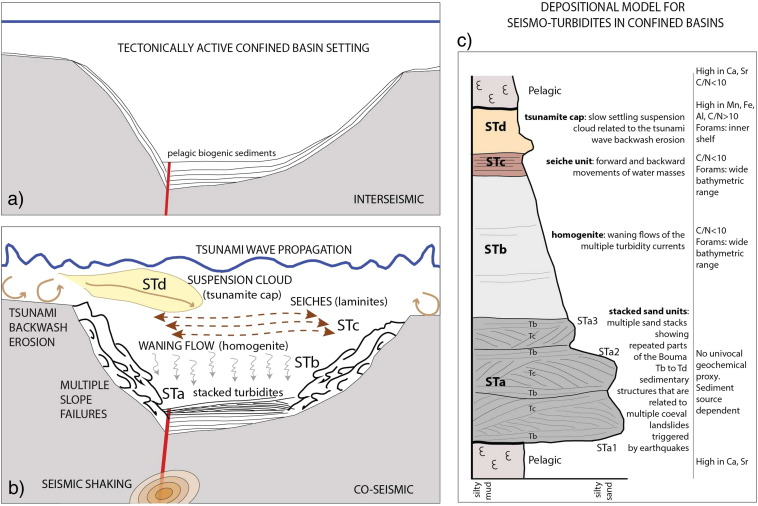 TECTONICALLY ACTIVE CONFINED BASIN SETTING
pelagic biogenic sediments
a)
INTERSEISMIC
TSUNAMI WAVE PROPAGATION
STd
SUSPENSION CLOUD
(tsunamite cap)
SEICHES (laminites)
STc
TSUNAMI
BACKWASH
EROSION
WANING FLOW (homogenite)
STb
STa
stacked turbidites
MULTIPLE
SLOPE
FAILURES
SEISMIC SHAKING
b)
CO-SEISMIC
DEPOSITIONAL MODEL FOR
SEISMO-TURBIDITES IN CONFINED BASINS
c)
Pelagic
High in Ca, Sr
C/N<10
STd
tsunamite cap: slow settling suspension
cloud related to the tsunami
wave backwash erosion
High in Mn, Fe,
Al, C/N>10
Forams: inner
shelf
STc
seiche unit: forward and backward
movements of water masses
C/N<10
Forams: wide
bathymetric
range
STb
homogenite: waning flows of the
multiple turbidity currents
C/N<10
Forams: wide
bathymetric
range
STa
Tb
Tc
Tb
Tc
Tb
Tc
Tb
STa3
STa2
STa1
stacked sand units:
multiple sand stacks
showing
repeated parts
of the Bouma
Tb to Td
sedimentary
structures that are
related to
multiple coeval
landslides
triggered
by earthquakes
No univocal
geochemical
proxy.
Sediment
source
dependent
Pelagic
High in Ca, Sr
silty
mud
silty
sand